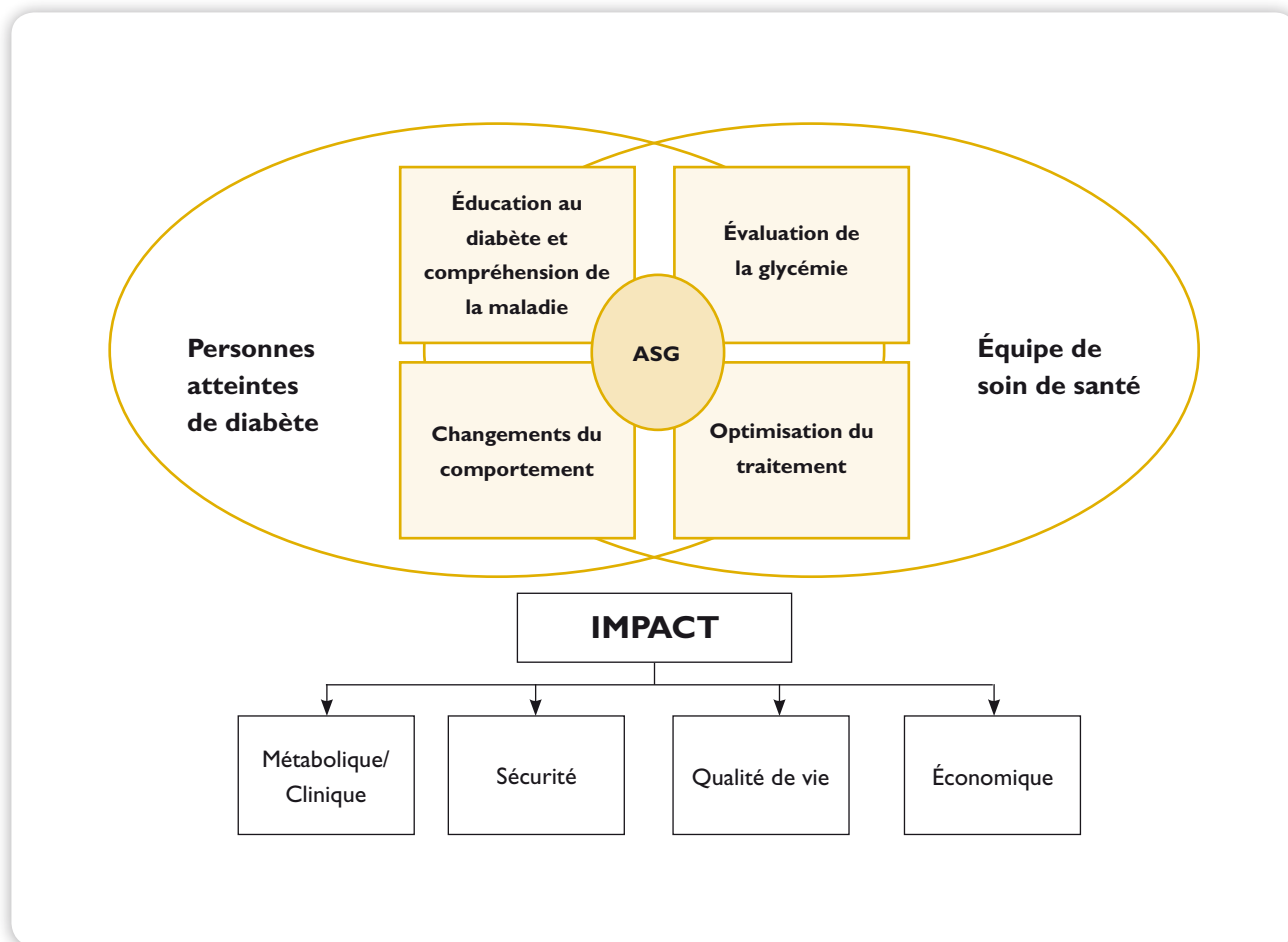 Éducation au
diabète et
compréhension de
la maladie
Évaluation de
la glycémie
Personnes
atteintes
de diabète
ASG
Équipe de
soin de santé
Changements du
comportement
Optimisation du
traitement
IMPACT
Métabolique/
Clinique
Sécurité
Qualité de vie
Économique